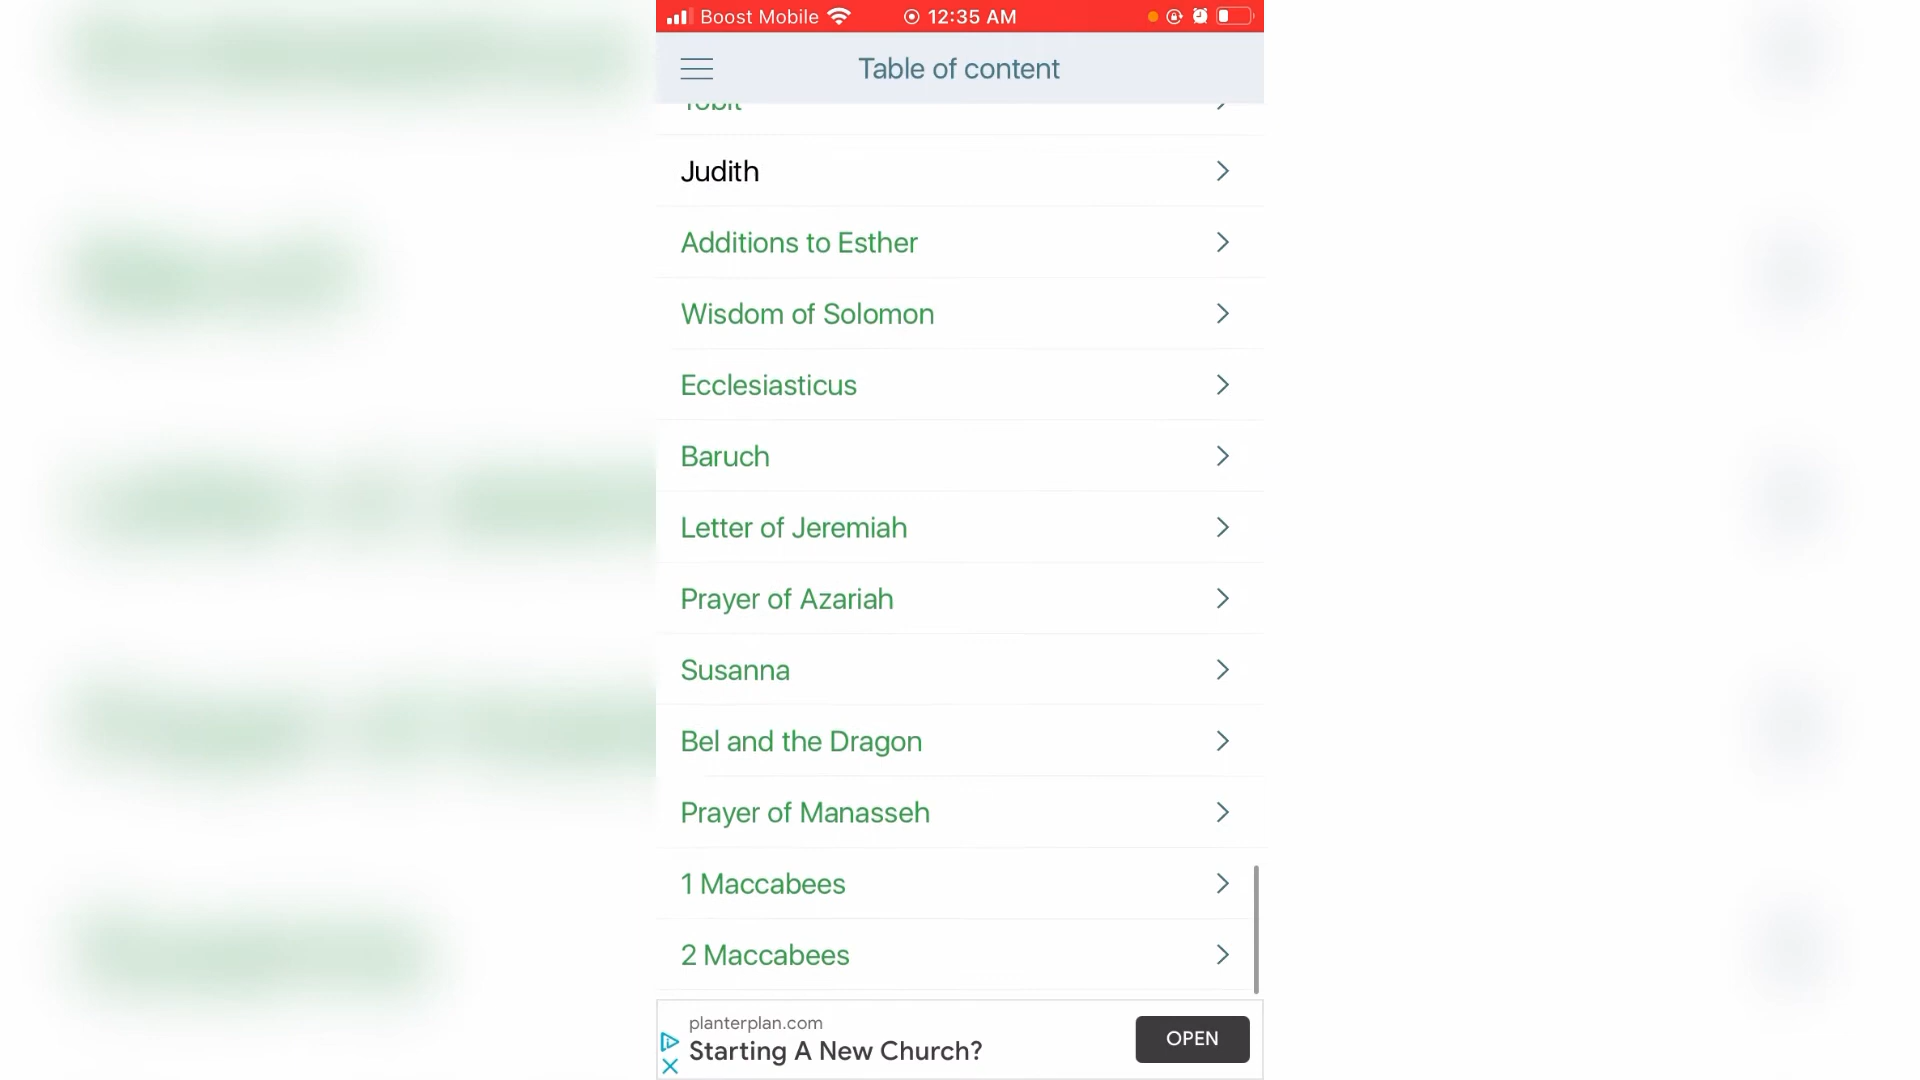 Boost Mobile
12:35 AM
Table of content
Tobit
Judith
Additions to Esther
Wisdom of Solomon
Ecclesiasticus
Baruch
Letter of Jeremiah
Prayer of Azariah
Susanna
Bel and the Dragon
Prayer of Manasseh
1 Maccabees
2 Maccabees
planterplan.com
Starting A New Church?
OPEN